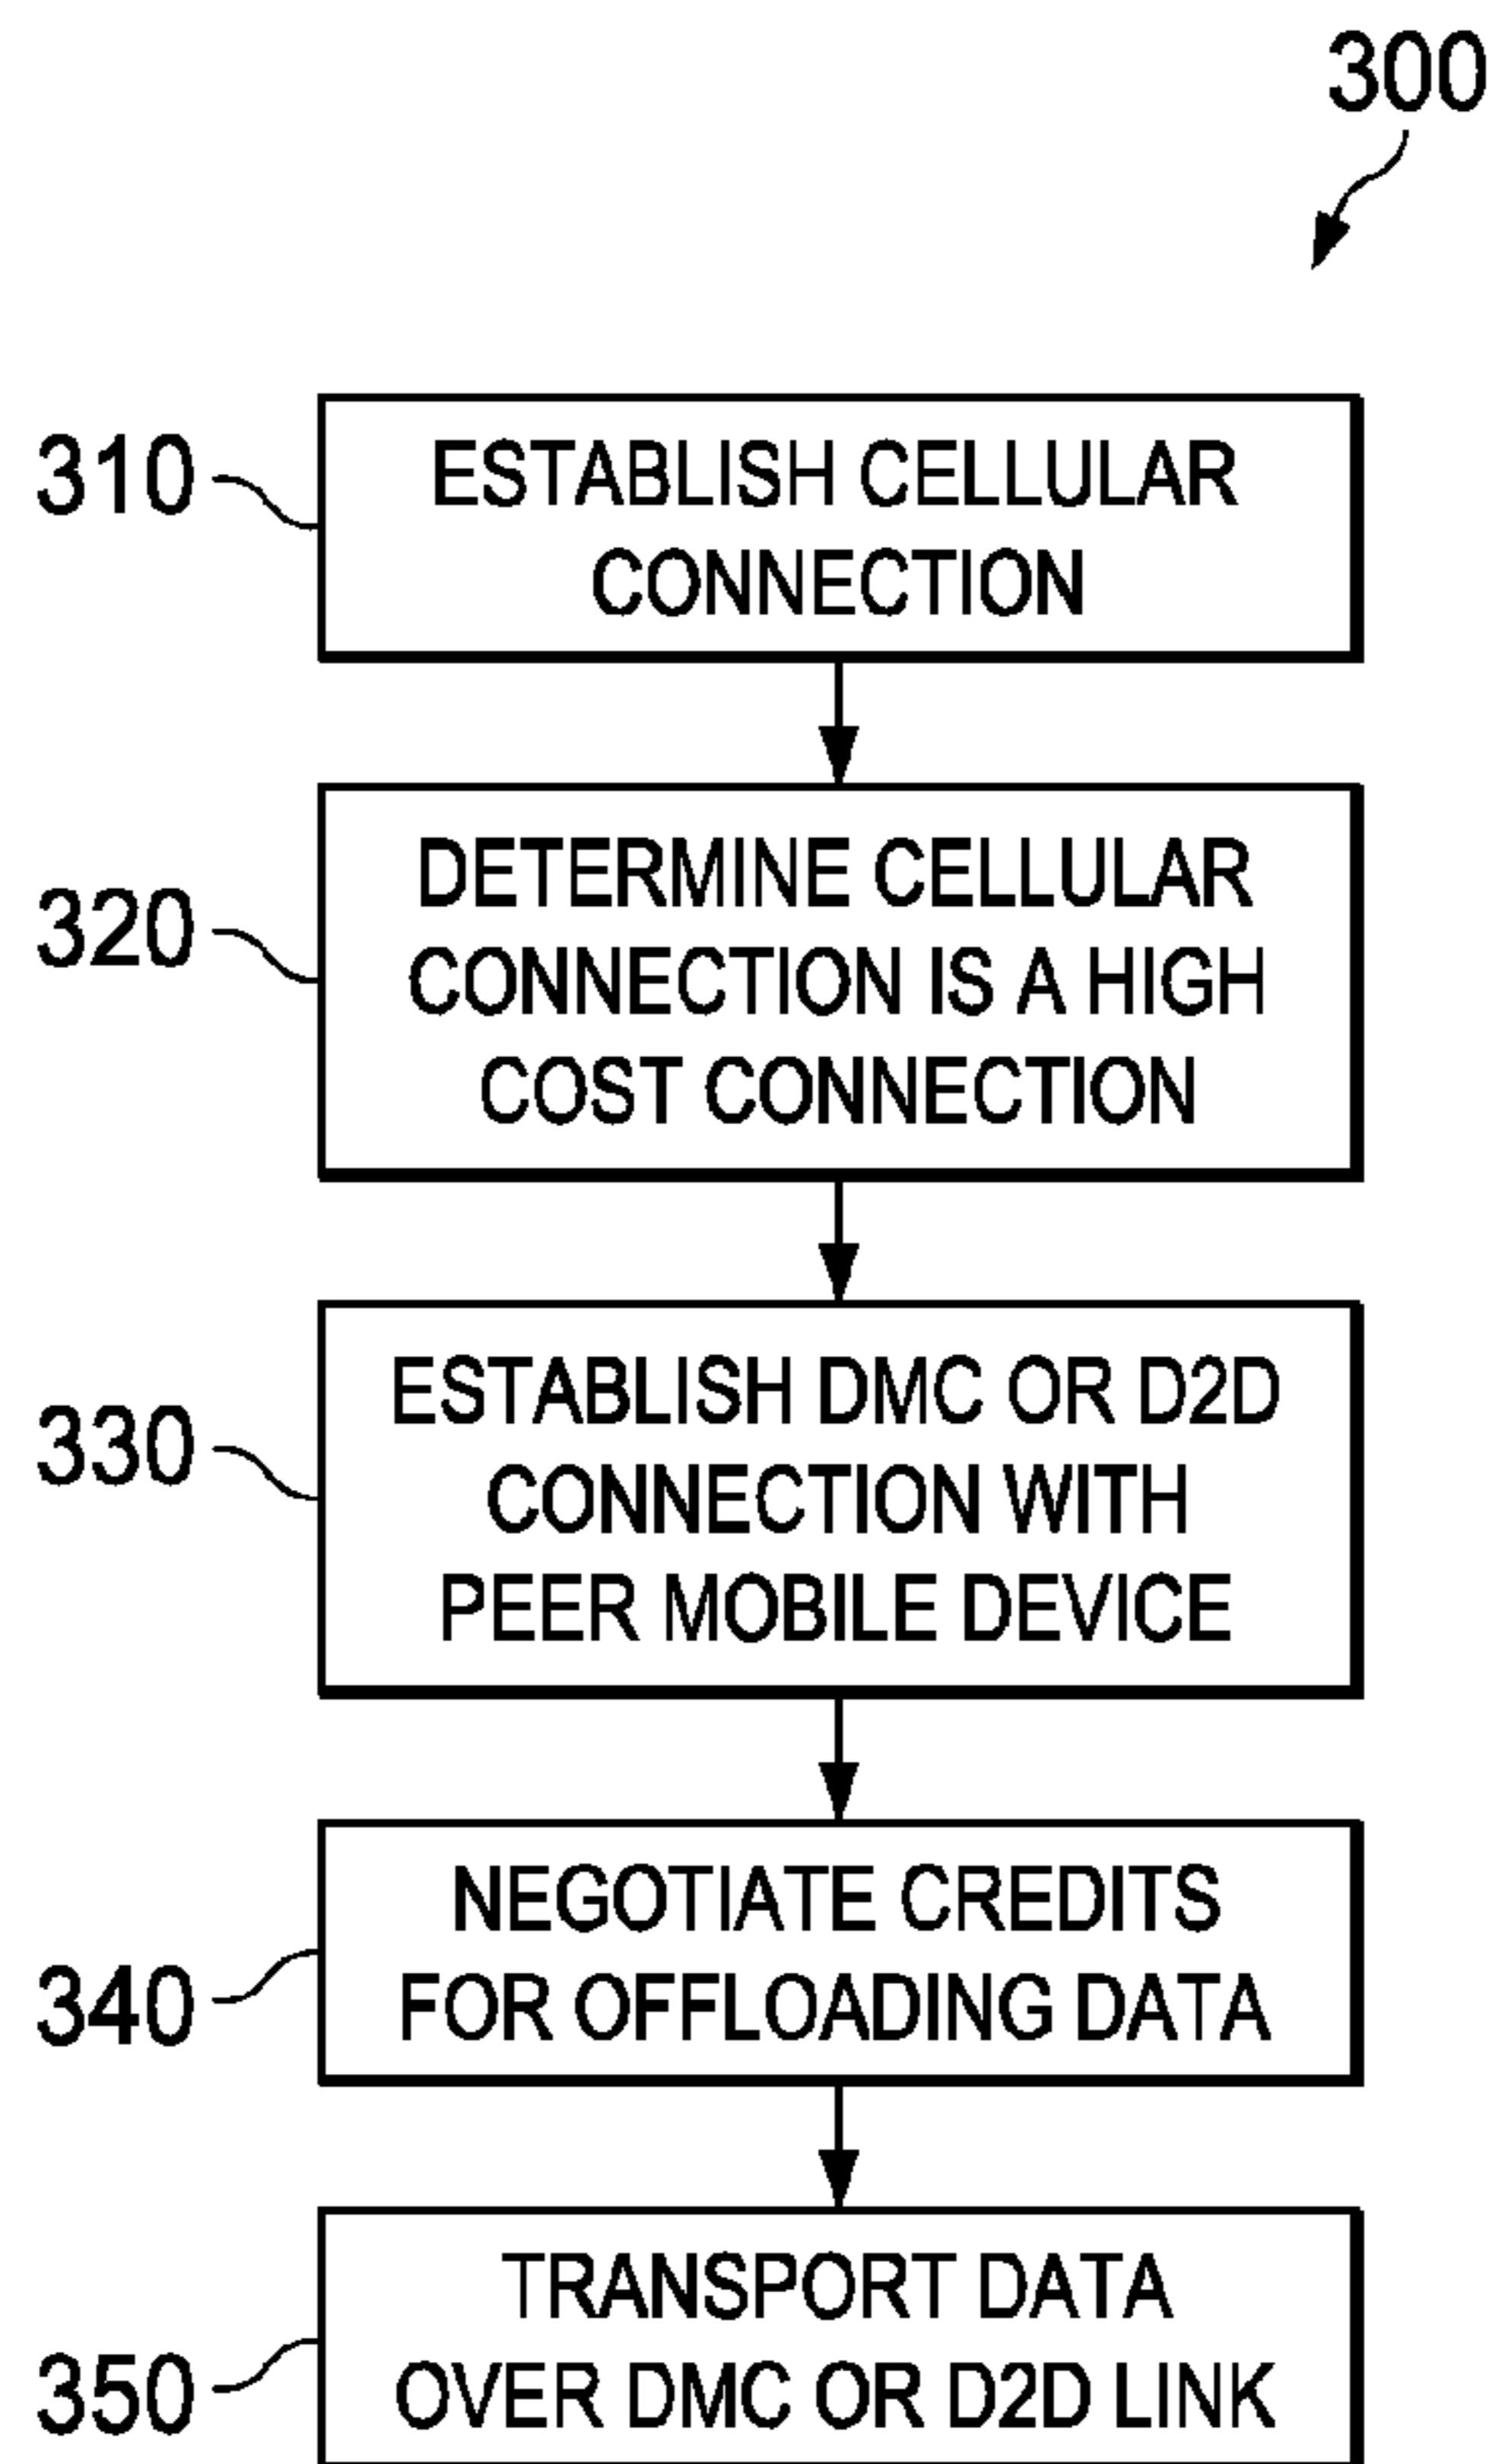 300
310
ESTABLISH CELLULAR
CONNECTION
320
DETERMINE CELLULAR
CONNECTION IS A HIGH
COST CONNECTION
330
ESTABLISH DMC OR D2D
CONNECTION WITH
PEER MOBILE DEVICE
340
NEGOTIATE CREDITS
FOR OFFLOADING DATA
350
TRANSPORT DATA
OVER DMC OR D2D LINK